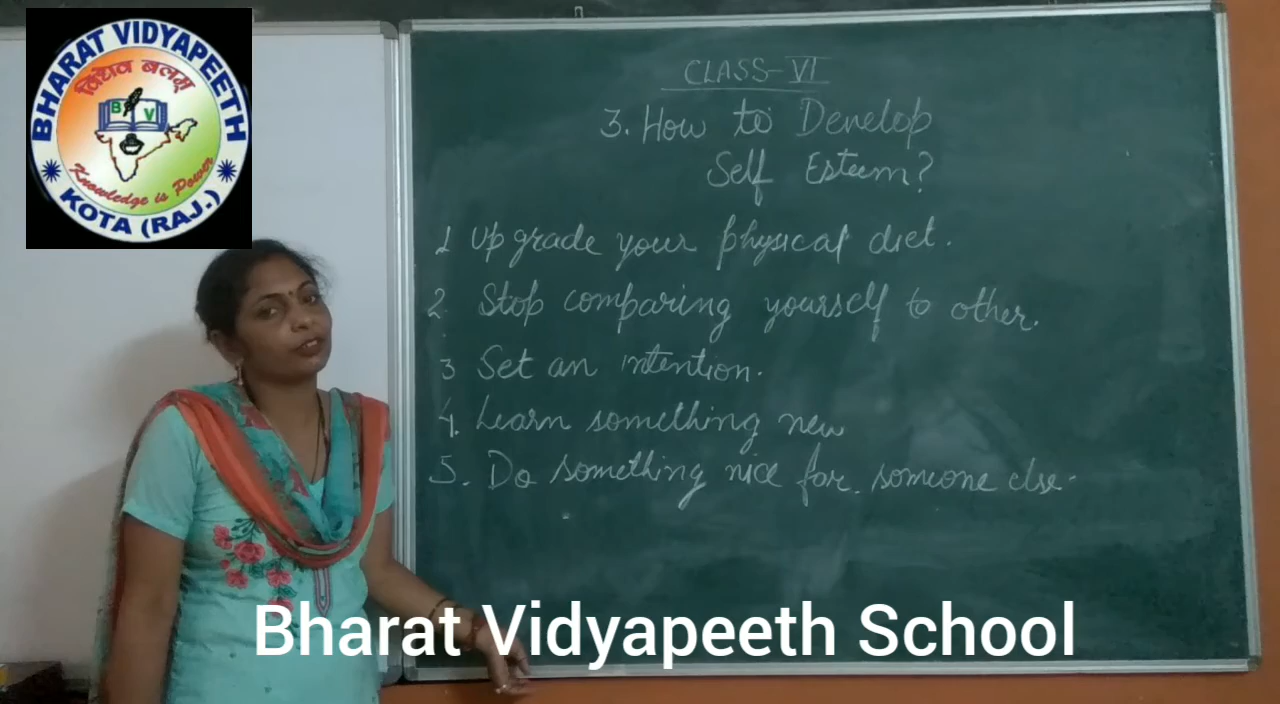 BHARAT VIDYAPEETH
विद्यैव बलम्
B V
Knowledge is Power
KOTA (RAJ.)
CLASS-VI
3. How to Develop
Self Esteem?
1 Upgrade your physical diet.
2. Stop comparing yourself to other.
3 Set an intention.
4. Learn something new
5. Do something nice for. someone else.
Bharat Vidyapeeth School